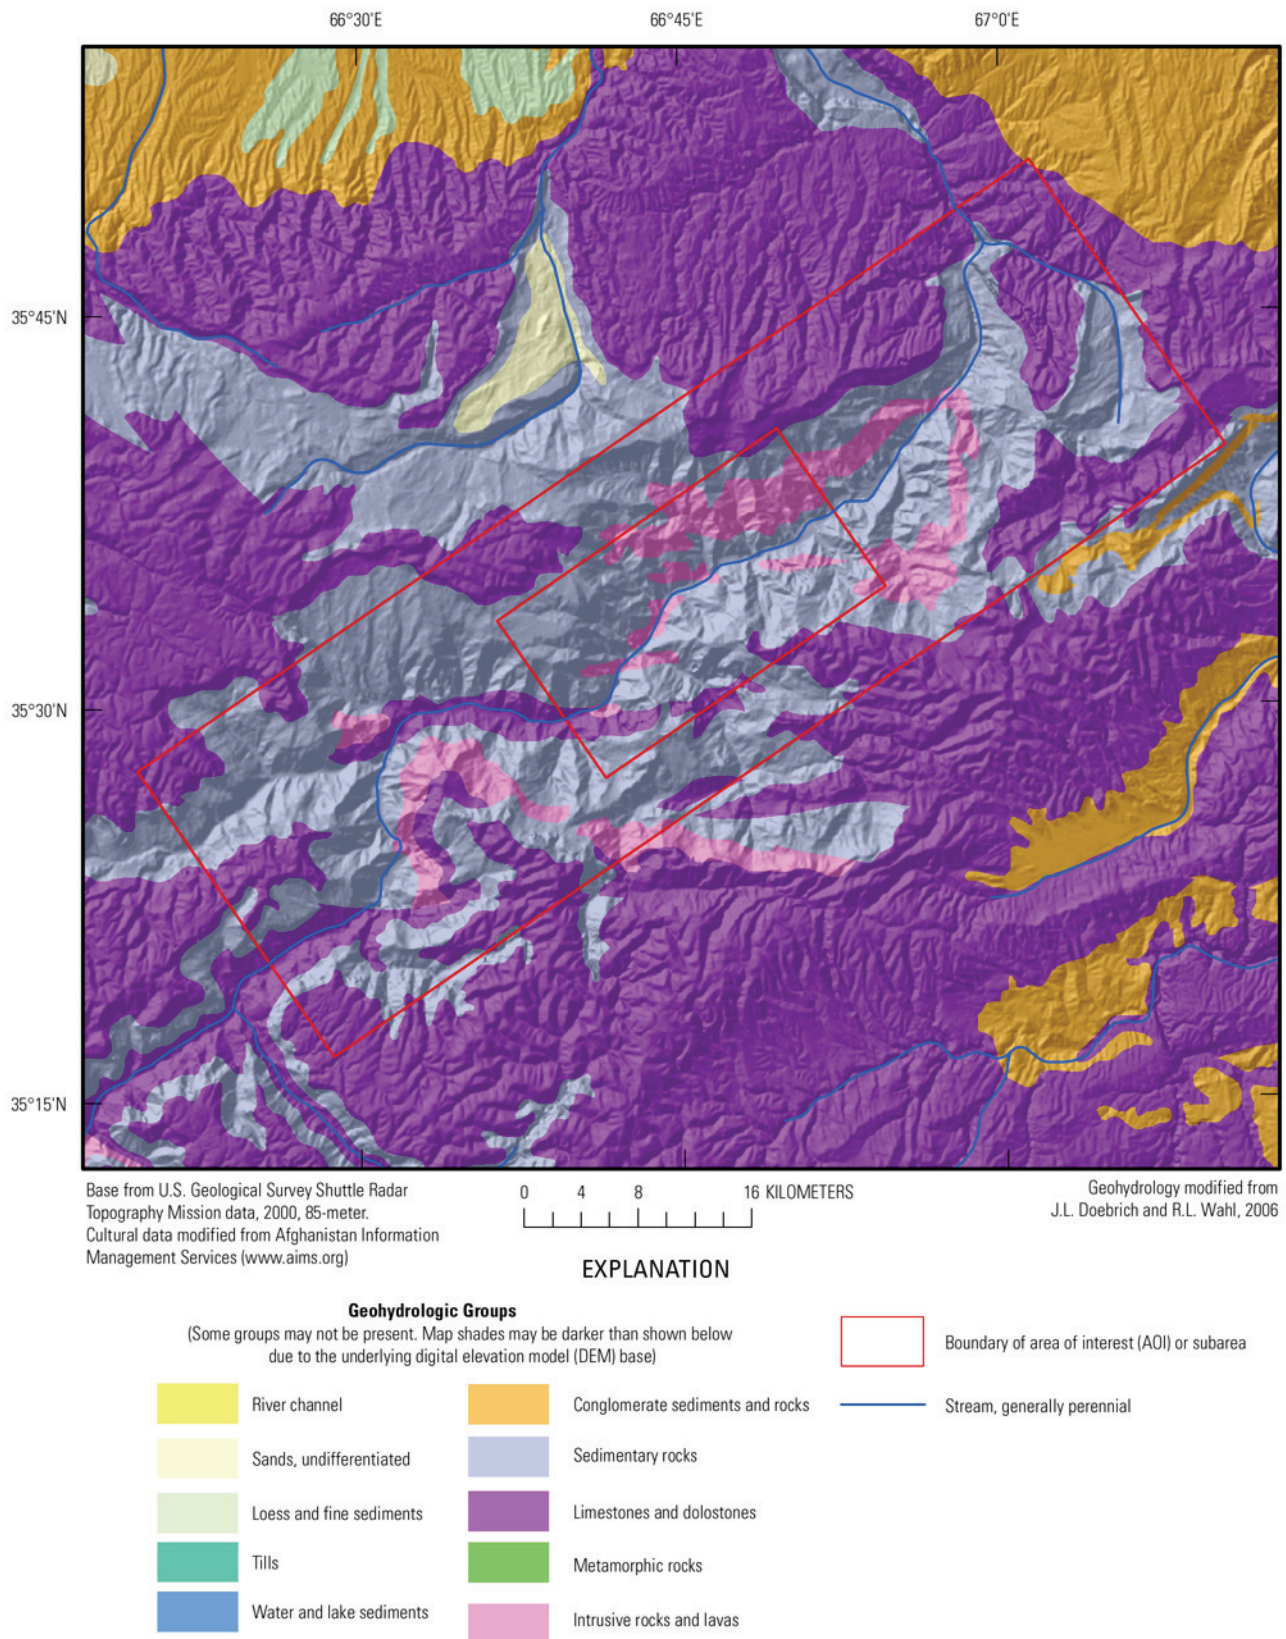 66°30'E 66°45'E 67°0'E
35°45'N
35°30'N
35°15'N
Base from U.S. Geological Survey Shuttle Radar
Topography Mission data, 2000, 85-meter.
Cultural data modified from Afghanistan Information
Management Services (www.aims.org)
0 4 8 16 KILOMETERS
Geohydrology modified from
J.L. Doebrich and R.L. Wahl, 2006
EXPLANATION
Geohydrologic Groups
(Some groups may not be present. Map shades may be darker than shown below
due to the underlying digital elevation model (DEM) base)
River channel
Sands, undifferentiated
Loess and fine sediments
Tills
Water and lake sediments
Conglomerate sediments and rocks
Sedimentary rocks
Limestones and dolostones
Metamorphic rocks
Intrusive rocks and lavas
Boundary of area of interest (AOI) or subarea
Stream, generally perennial